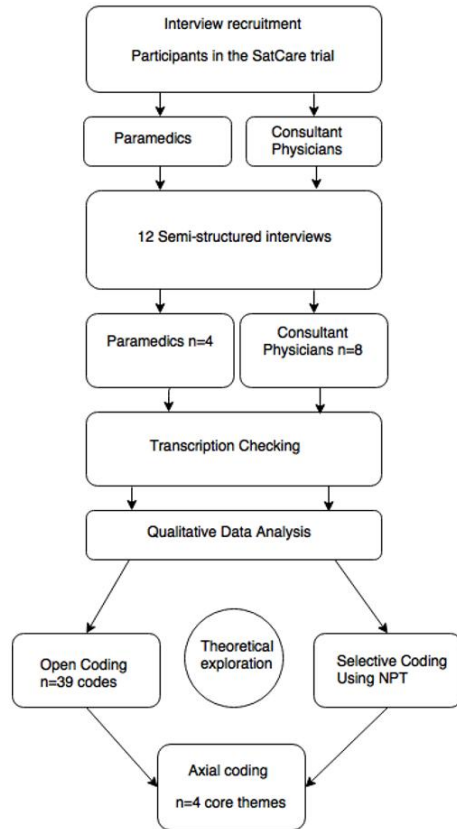 Interview recruitment
Participants in the SatCare trial
Paramedics
Consultant
Physicians
12 Semi-structured interviews
Paramedics n=4
Consultant
Physicians n=8
Transcription Checking
Qualitative Data Analysis
Open Coding
n=39 codes
Theoretical
exploration
Selective Coding
Using NPT
Axial coding
n=4 core themes